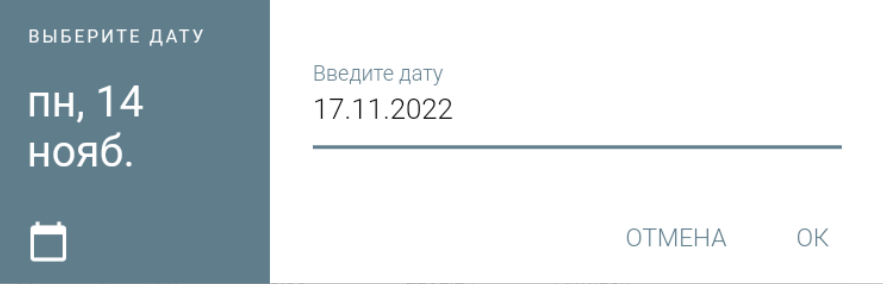 ВЫБЕРИТЕ ДАТУ
пн, 14
нояб.
Введите дату
17.11.2022
ОТМЕНА
ОК